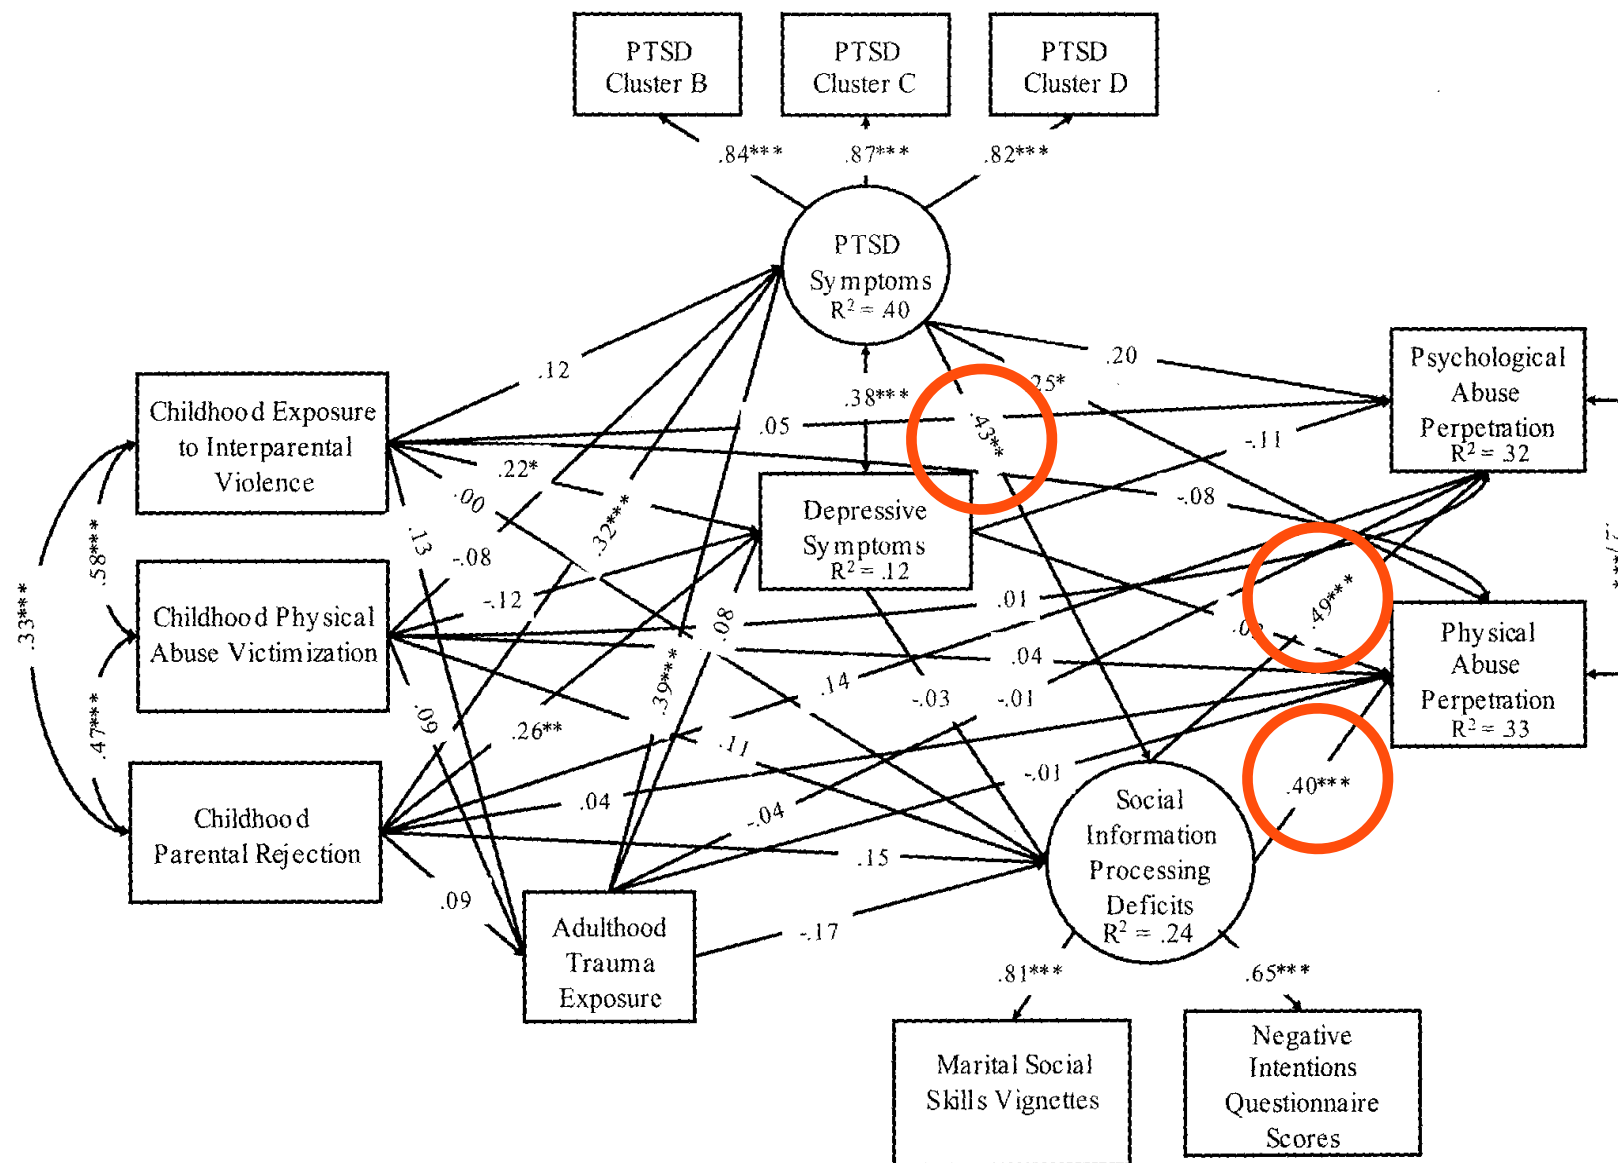 PTSD
Cluster B
PTSD
Cluster C
PTSD
Cluster D
.84***
.87***
.82***
PTSD
Symptoms
R² = .40
.12
.38***
.43**
.25*
.20
Psychological
Abuse
Perpetration
R² = .32
Childhood Exposure
to Interparental
Violence
.05
-.11
.22*
.00
-.08
Depressive
Symptoms
R² = .12
.32***
.13
-.08
-.12
.58***
.33***
.47***
Childhood Physical
Abuse Victimization
.01
.49***
.04
Physical
Abuse
Perpetration
R² = .33
.08
.39***
.14
-.01
-.03
.09
.26**
.11
-.01
Childhood
Parental Rejection
.04
-.04
.40***
Social
Information
Processing
Deficits
R² = .24
.15
.09
Adulthood
Trauma
Exposure
-.17
.81***
.65***
Marital Social
Skills Vignettes
Negative
Intentions
Questionnaire
Scores